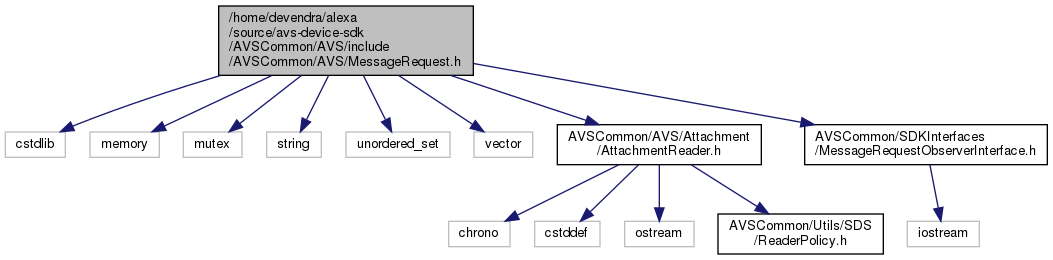 /home/devendra/alexa
/source/avs-device-sdk
/AVSCommon/AVS/include
/AVSCommon/AVS/MessageRequest.h
cstdlib
memory
mutex
string
unordered_set
vector
AVSCommon/AVS/Attachment
/AttachmentReader.h
AVSCommon/SDKInterfaces
/MessageRequestObserverInterface.h
chrono
cstddef
ostream
AVSCommon/Utils/SDS
/ReaderPolicy.h
iostream